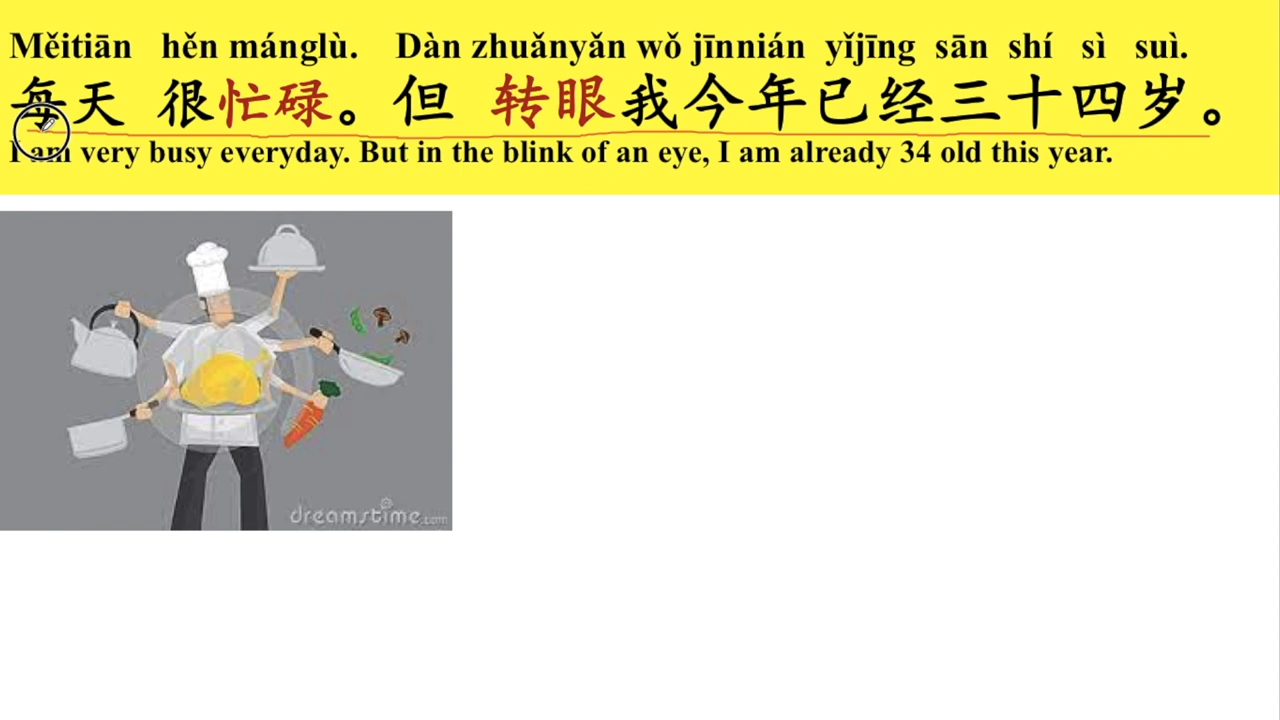 Měitiān hěn mánglù. Dàn zhuǎnyǎn wǒ jīnnián yǐjīng sān shí sì suì.
每天 很忙碌。但 转眼我今年已经三十四岁。
I am very busy everyday. But in the blink of an eye, I am already 34 old this year.
dreamstime.com